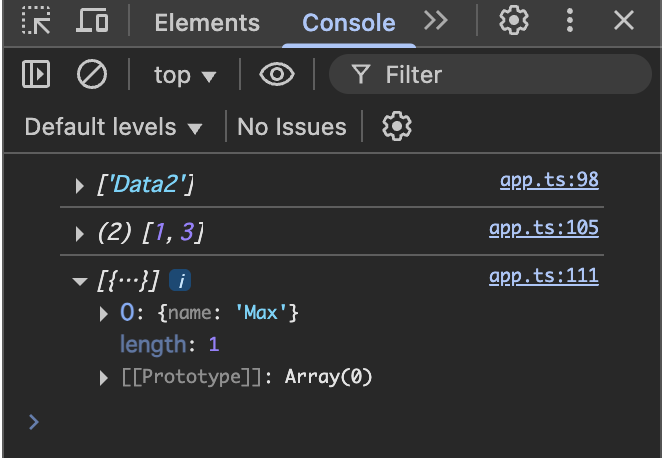 Elements Console
top Filter
Default levels No Issues
['Data2'] app.ts:98
(2) [1, 3] app.ts:105
[{…}] i app.ts:111
0: {name: 'Max'}
length: 1
[[Prototype]]: Array(0)